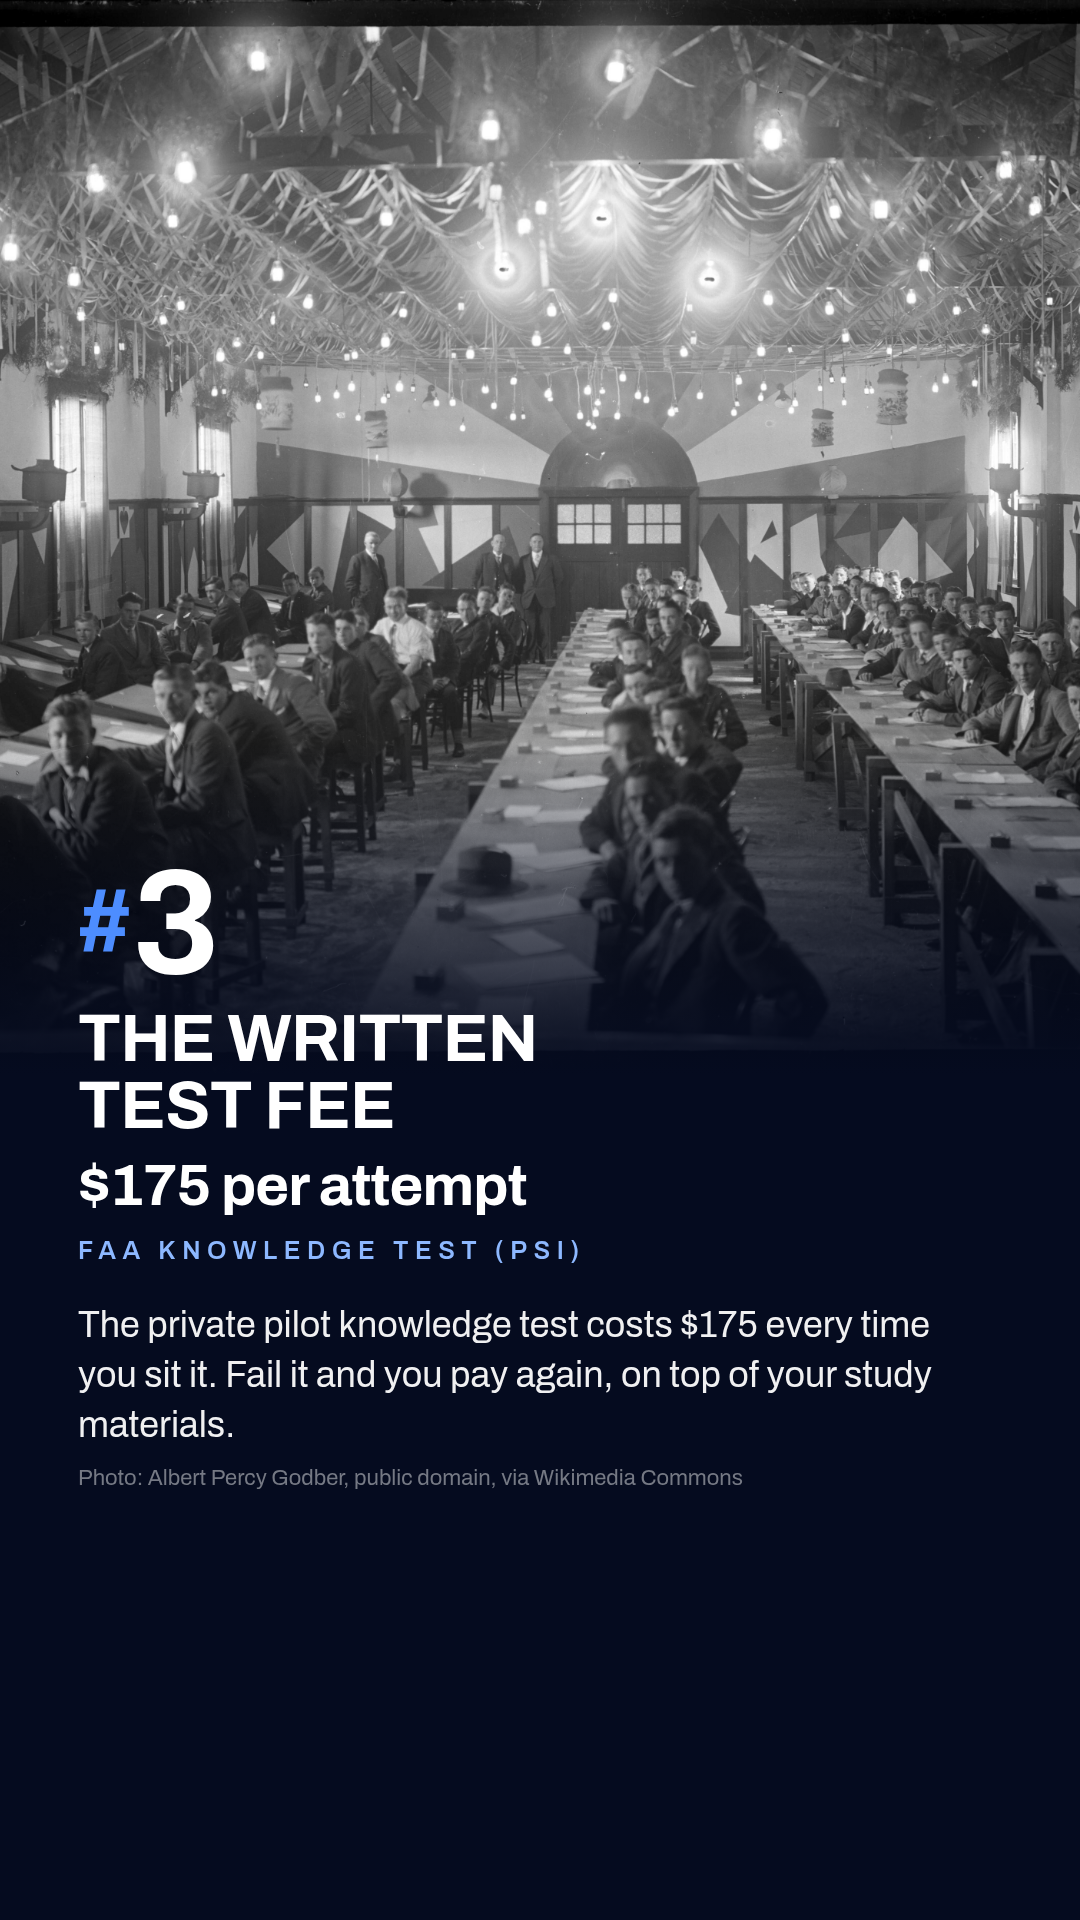 #3
THE WRITTEN
TEST FEE
$175 per attempt
FAA KNOWLEDGE TEST (PSI)
The private pilot knowledge test costs $175 every time
you sit it. Fail it and you pay again, on top of your study
materials.
Photo: Albert Percy Godber, public domain, via Wikimedia Commons